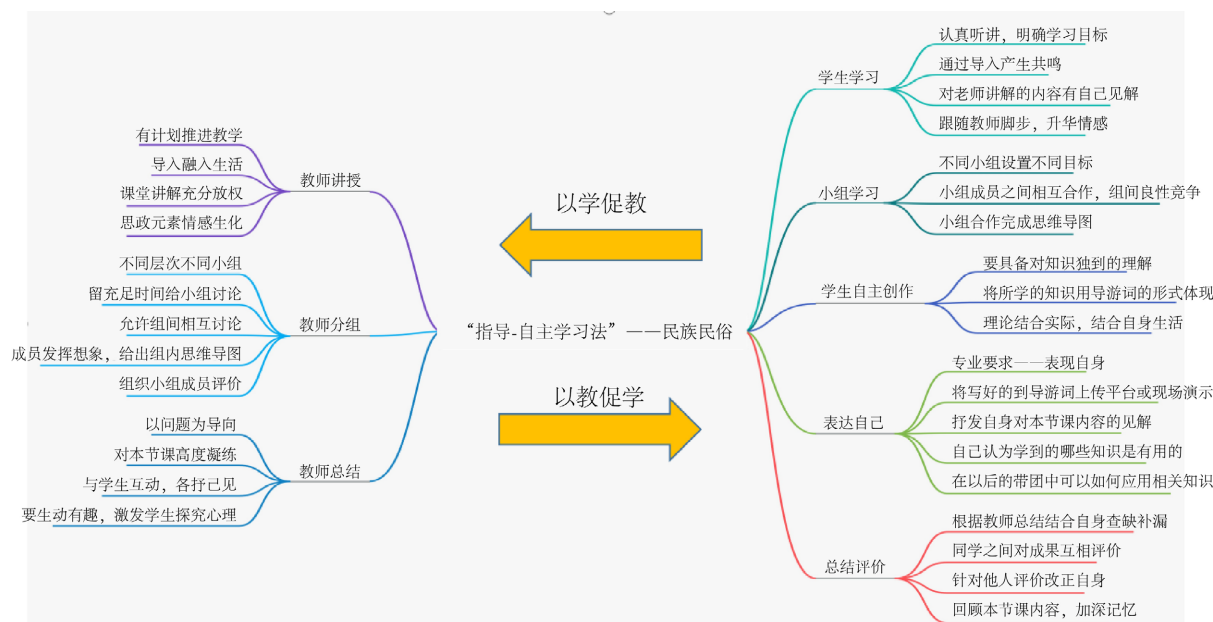 有计划推进教学
导入融入生活
课堂讲解充分放权
思政元素情感生化
教师讲授
不同层次不同小组
留充足时间给小组讨论
允许组间相互讨论
成员发挥想象，给出组内思维导图
组织小组成员评价
教师分组
以问题为导向
对本节课高度凝练
与学生互动，各抒己见
要生动有趣，激发学生探究心理
教师总结
以学促教
“指导-自主学习法”——民族民俗
以教促学
学生学习
认真听讲，明确学习目标
通过导入产生共鸣
对老师讲解的内容有自己见解
跟随教师脚步，升华情感
小组学习
不同小组设置不同目标
小组成员之间相互合作，组间良性竞争
小组合作完成思维导图
学生自主创作
要具备对知识独到的理解
将所学的知识用导游词的形式体现
理论结合实际，结合自身生活
表达自己
专业要求——表现自身
将写好的到导游词上传平台或现场演示
抒发自身对本节课内容的见解
自己认为学到的哪些知识是有用的
在以后的带团中可以如何应用相关知识
总结评价
根据教师总结结合自身查缺补漏
同学之间对成果互相评价
针对他人评价改正自身
回顾本节课内容，加深记忆